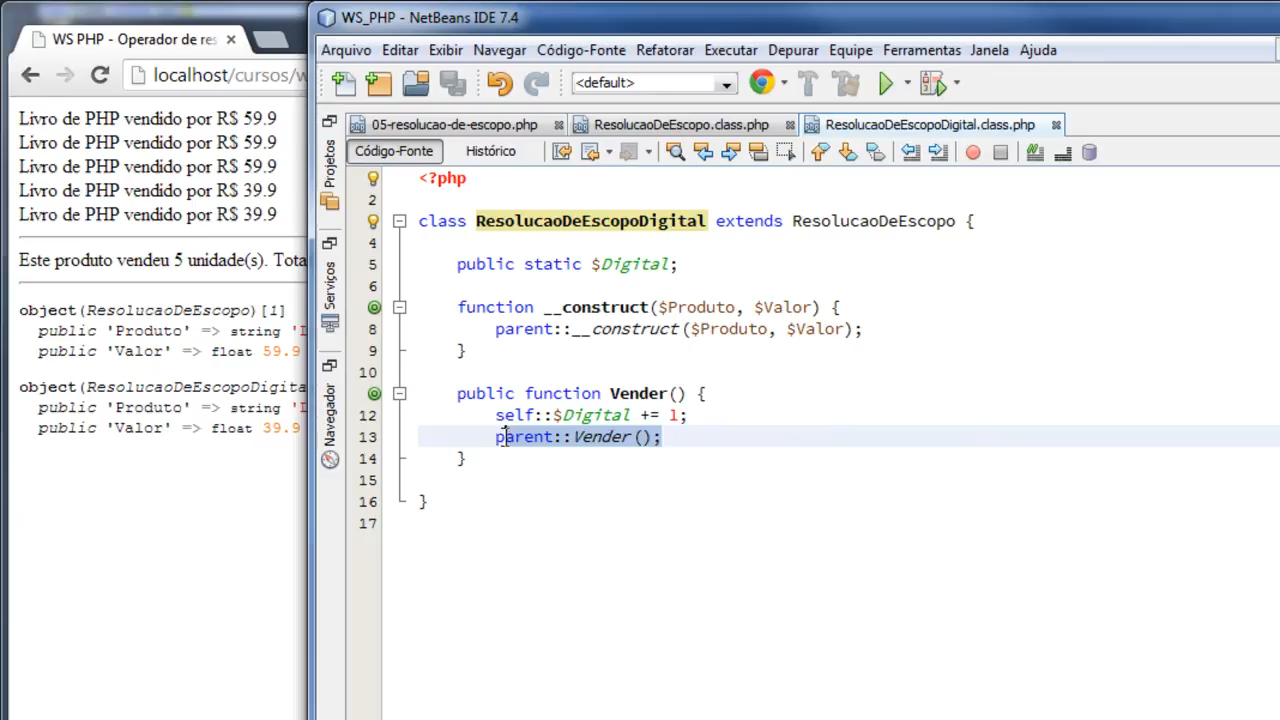 WS PHP - Operador de res
localhost/cursos/w
Livro de PHP vendido por R$ 59.9
Livro de PHP vendido por R$ 59.9
Livro de PHP vendido por R$ 59.9
Livro de PHP vendido por R$ 39.9
Livro de PHP vendido por R$ 39.9
Este produto vendeu 5 unidade(s). Tota
object(ResolucaoDeEscopo)[1]
public 'Produto' => string 'L
public 'Valor' => float 59.9
object(ResolucaoDeEscopoDigita
public 'Produto' => string 'L
public 'Valor' => float 39.9
WS_PHP - NetBeans IDE 7.4
Arquivo Editar Exibir Navegar Código-Fonte Refatorar Executar Depurar Equipe Ferramentas Janela Ajuda
<default>
05-resolucao-de-escopo.php ResolucaoDeEscopo.class.php ResolucaoDeEscopoDigital.class.php
Código-Fonte Histórico
Projetos
Serviços
Navegador
<?php
2
class ResolucaoDeEscopoDigital extends ResolucaoDeEscopo {
4
5 public static $Digital;
6
function __construct($Produto, $Valor) {
8 parent::__construct($Produto, $Valor);
9 }
10
public function Vender() {
12 self::$Digital += 1;
13 parent::Vender();
14 }
15
16 }
17